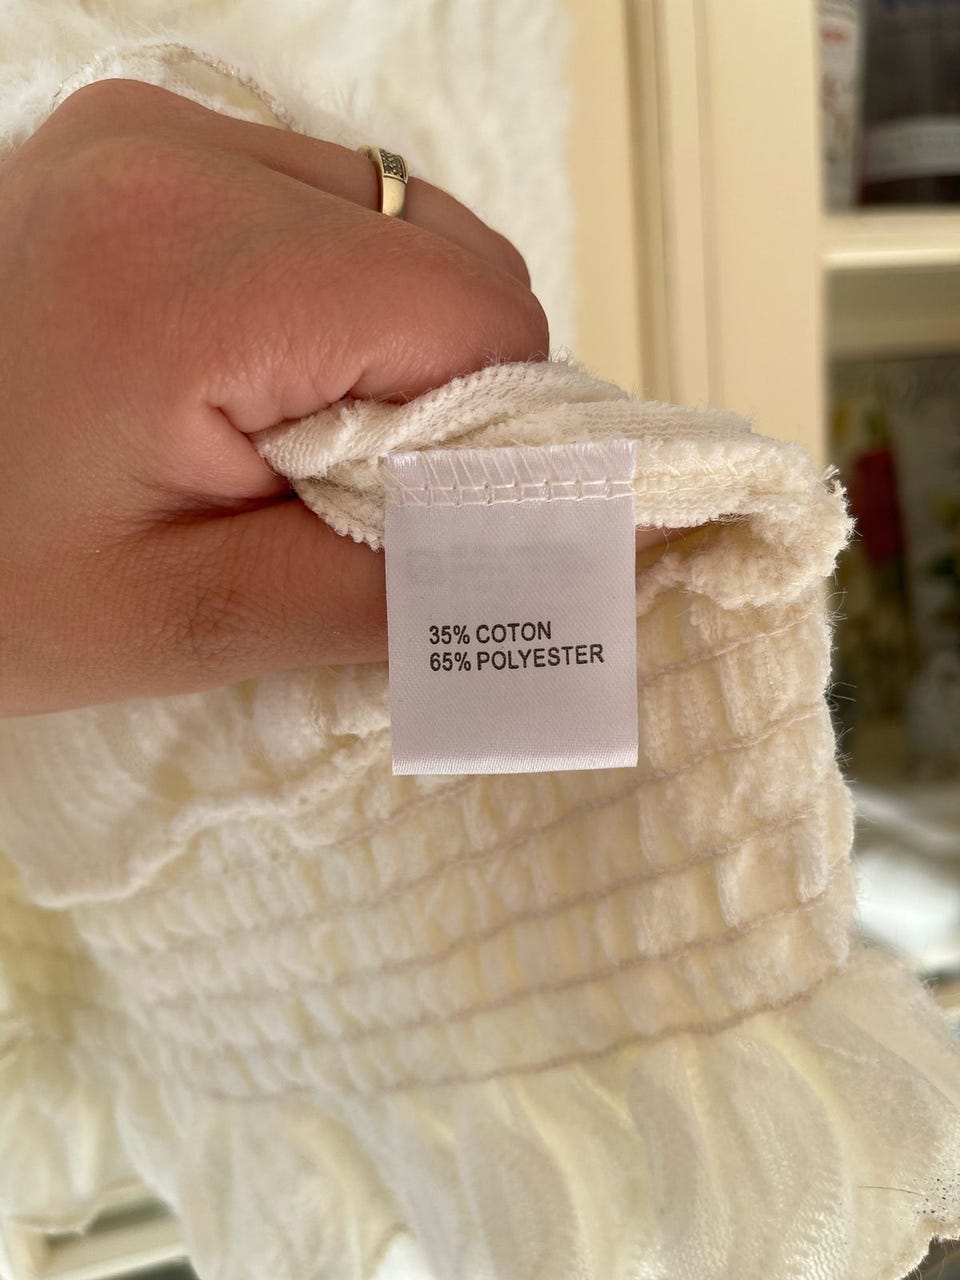 35% COTON
65% POLYESTER